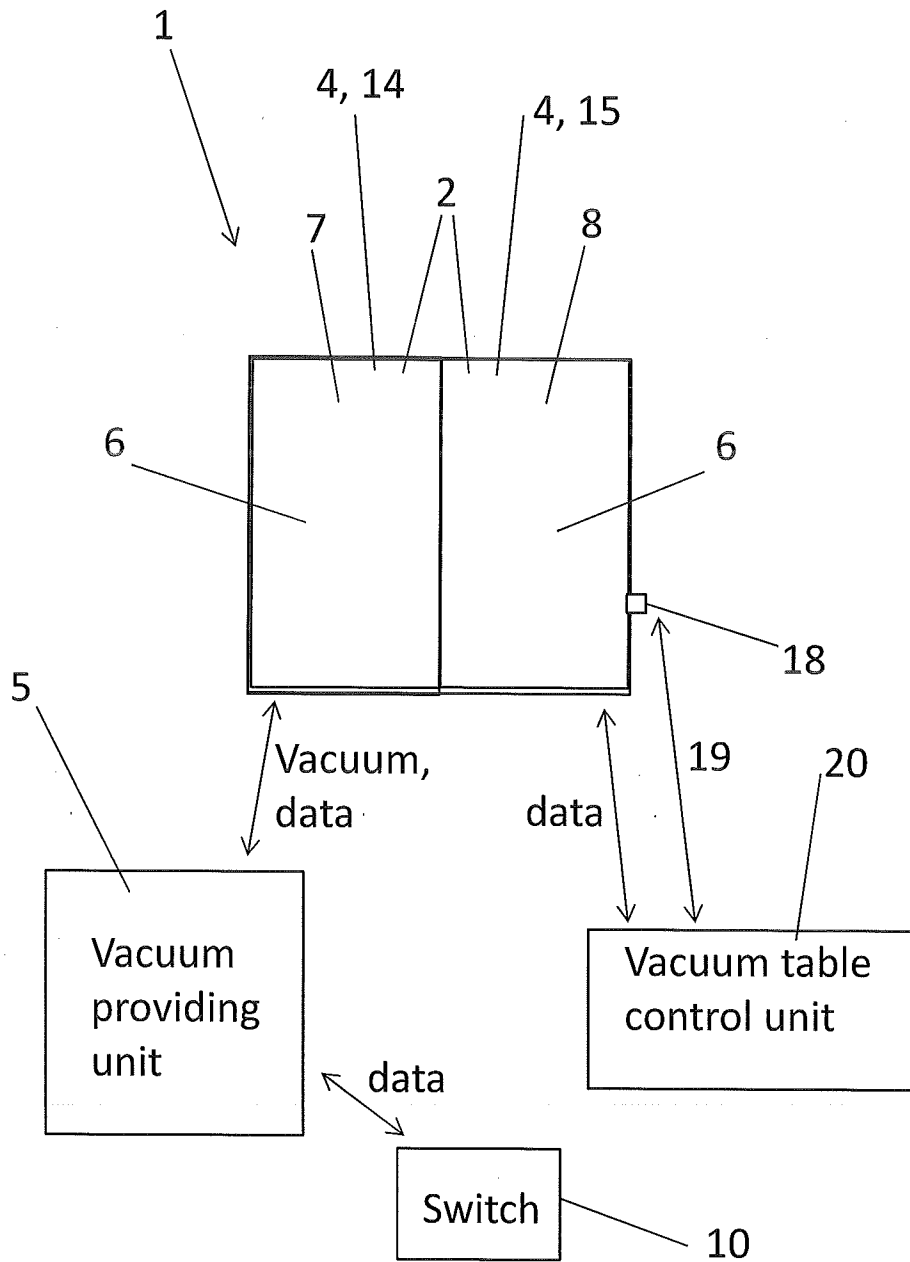 1
4, 14
4, 15
2
7
8
6
6
18
5
Vacuum,
data
data
19
20
Vacuum
providing
unit
Vacuum table
control unit
data
Switch
10